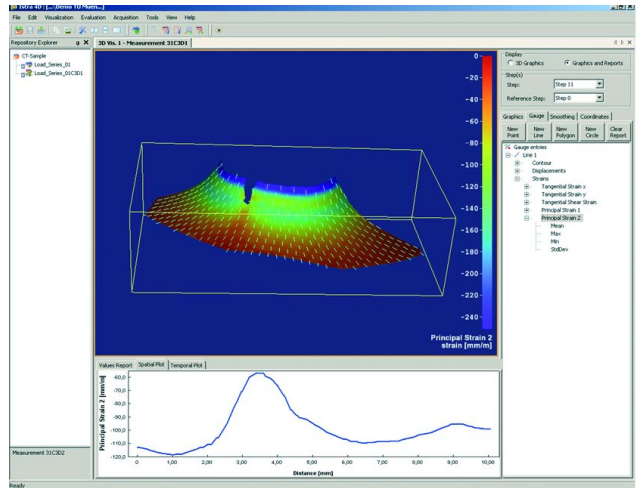 Istra 4D : [...\Demo TU Muen...]
File Edit Visualization Evaluation Acquisition Tools View Help
Repository Explorer
CT-Sample
Load_Series_01
Load_Series_01C3D1
3D Vis. 1 - Measurement 31C3D1
0
-20
-40
-60
-80
-100
-120
-140
-160
-180
-200
-220
-240
Principal Strain 2
strain [mm/m]
Display
3D Graphics Graphics and Reports
Step(s)
Step: Step 11
Reference Step: Step 0
Graphics Gauge Smoothing Coordinates
New Point New Line New Polygon New Circle Clear Report
Gauge entries
Line 1
Contour
Displacements
Strains
Tangential Strain x
Tangential Strain y
Tangential Shear Strain
Principal Strain 1
Principal Strain 2
Mean
Max
Min
StdDev
Values Report Spatial Plot Temporal Plot
Principal Strain 2 [mm/m]
-60,0
-70,0
-80,0
-90,0
-100,0
-110,0
-120,0
0 1,00 2,00 3,00 4,00 5,00 6,00 7,00 8,00 9,00 10,00
Distance [mm]
Measurement 31C3D2
Ready